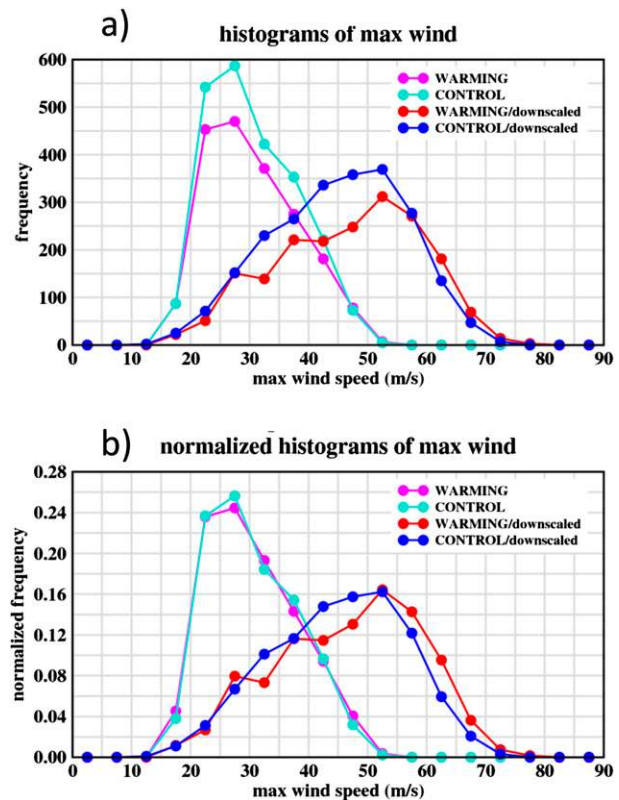 a)
histograms of max wind
600
500
400
300
200
100
0
frequency
WARMING
CONTROL
WARMING/downscaled
CONTROL/downscaled
0 10 20 30 40 50 60 70 80 90
max wind speed (m/s)
b)
normalized histograms of max wind
0.28
0.24
0.20
0.16
0.12
0.08
0.04
0.00
normalized frequency
WARMING
CONTROL
WARMING/downscaled
CONTROL/downscaled
0 10 20 30 40 50 60 70 80 90
max wind speed (m/s)